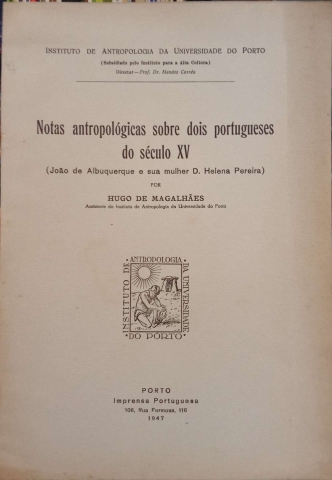 INSTITUTO DE ANTROPOLOGIA DA UNIVERSIDADE DO PORTO
(Subsidiado pelo Instituto para a Alta Cultura)
Director—Prof. Dr. Mendes Corrêa
Notas antropológicas sobre dois portugueses
do século XV
(João de Albuquerque e sua mulher D. Helena Pereira)
POR
HUGO DE MAGALHÃES
Assistente do Instituto de Antropologia da Universidade do Porto
INSTITUTO DE
ANTROPOLOGIA
DA UNIVERSIDADE
DO PORTO
PORTO
Imprensa Portuguesa
108, Rua Formosa, 116
1947